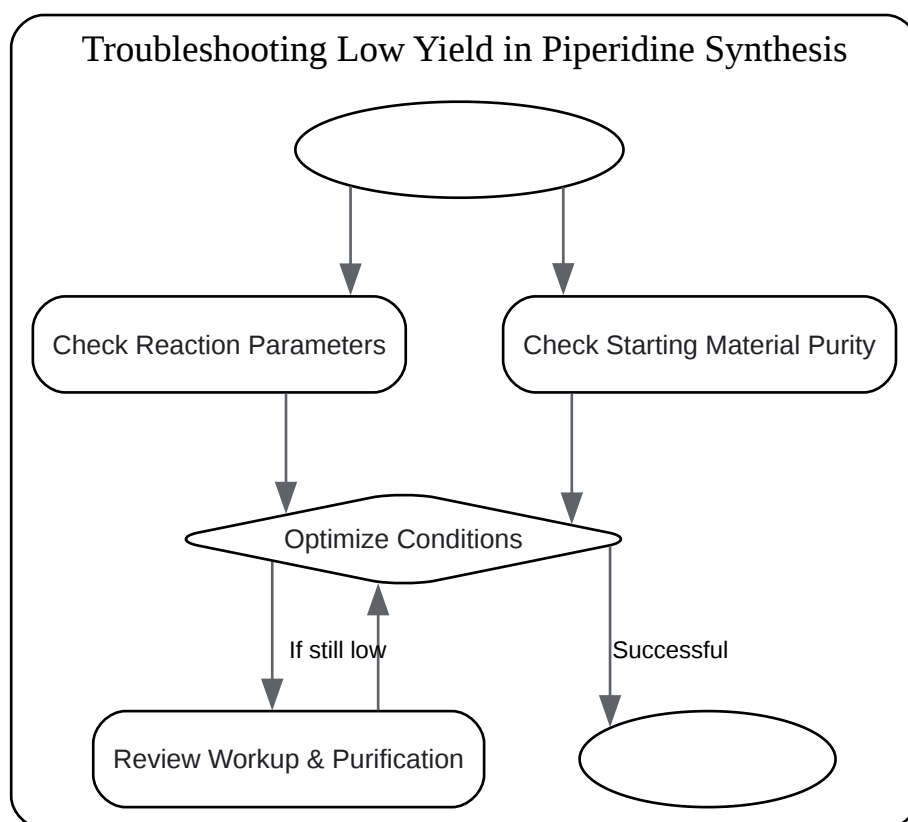 Troubleshooting Low Yield in Piperidine Synthesis
Check Reaction Parameters
Check Starting Material Purity
Optimize Conditions
If still low
Successful
Review Workup & Purification